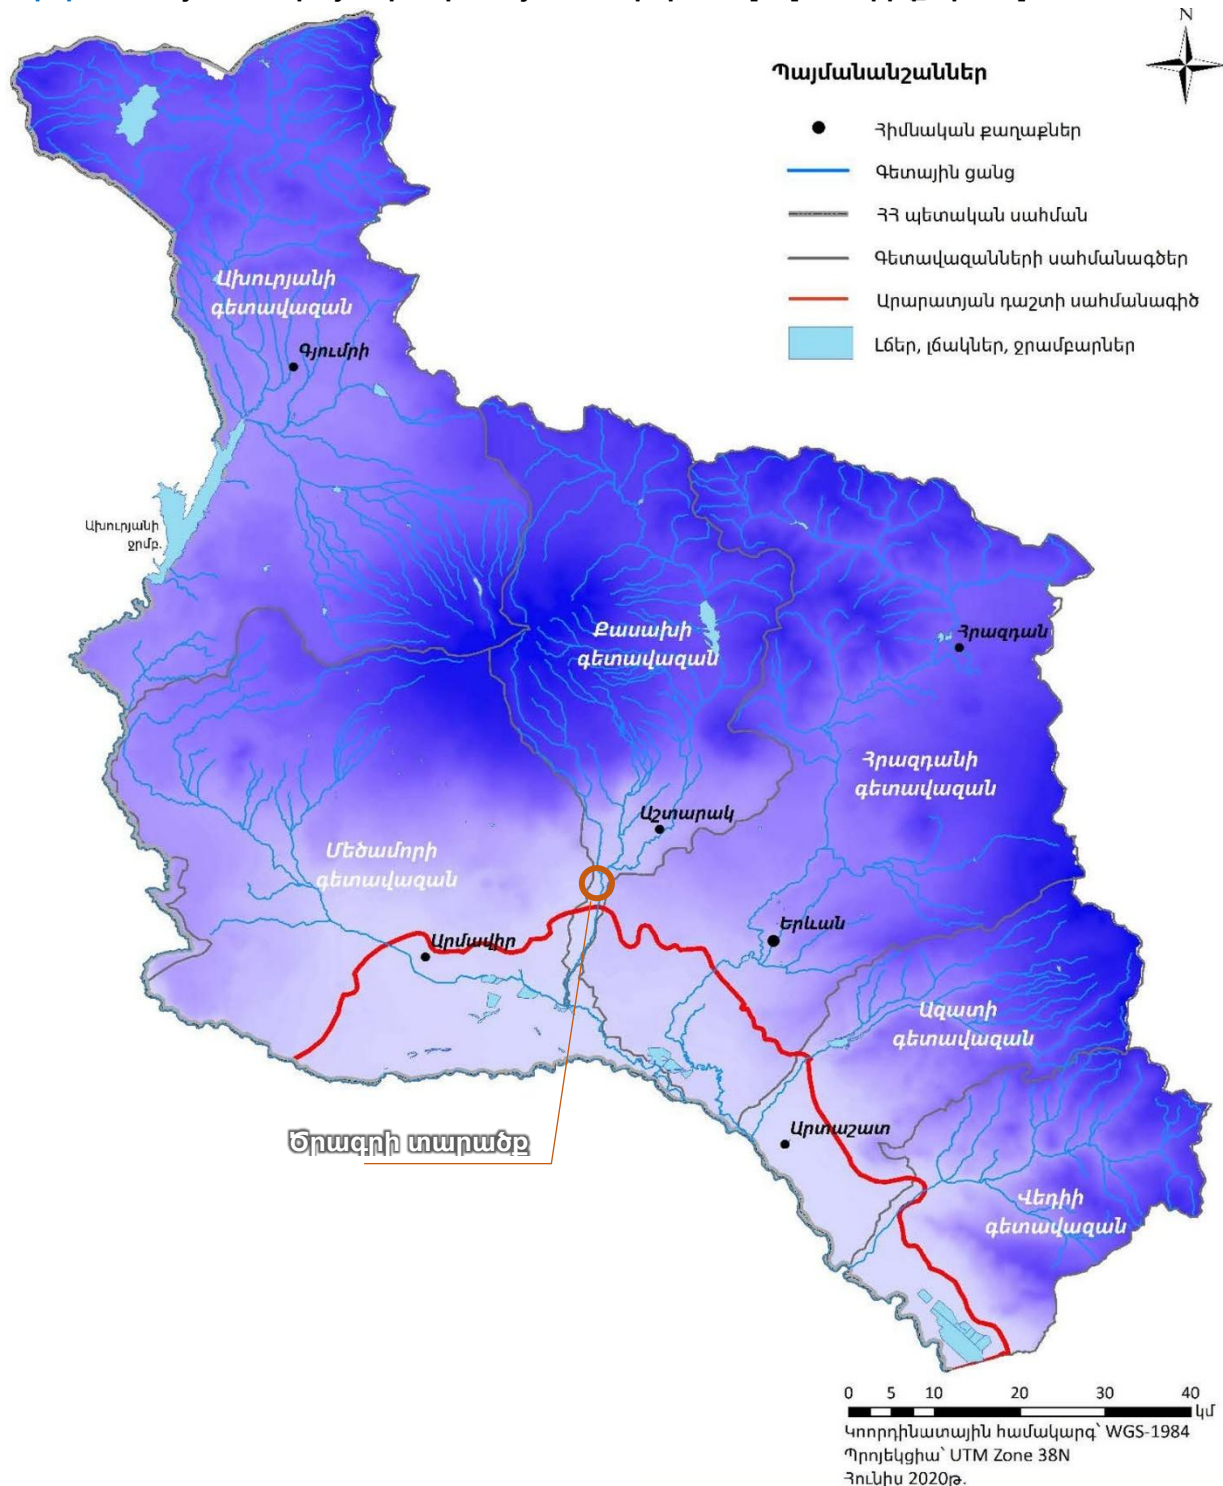 N
Պայմանանշաններ
Հիմնական քաղաքներ
Գետային ցանց
ՀՀ պետական սահման
Գետավազանների սահմանագծեր
Արարատյան դաշտի սահմանագիծ
Լճեր, լճակներ, ջրամբարներ
Ախուրյանի
գետավազան
Գյումրի
Ախուրյանի
ջրմբ.
Քասախի
գետավազան
Հրազդան
Հրազդանի
գետավազան
Աշտարակ
Մեծամորի
գետավազան
Երևան
Արմավիր
Ազատի
գետավազան
Ծրագրի տարածք
Արտաշատ
Վեդիի
գետավազան
0 5 10 20 30 40
կմ
Կոորդինատային համակարգ՝ WGS-1984
Պրոյեկցիա՝ UTM Zone 38N
Հունիս 2020թ.